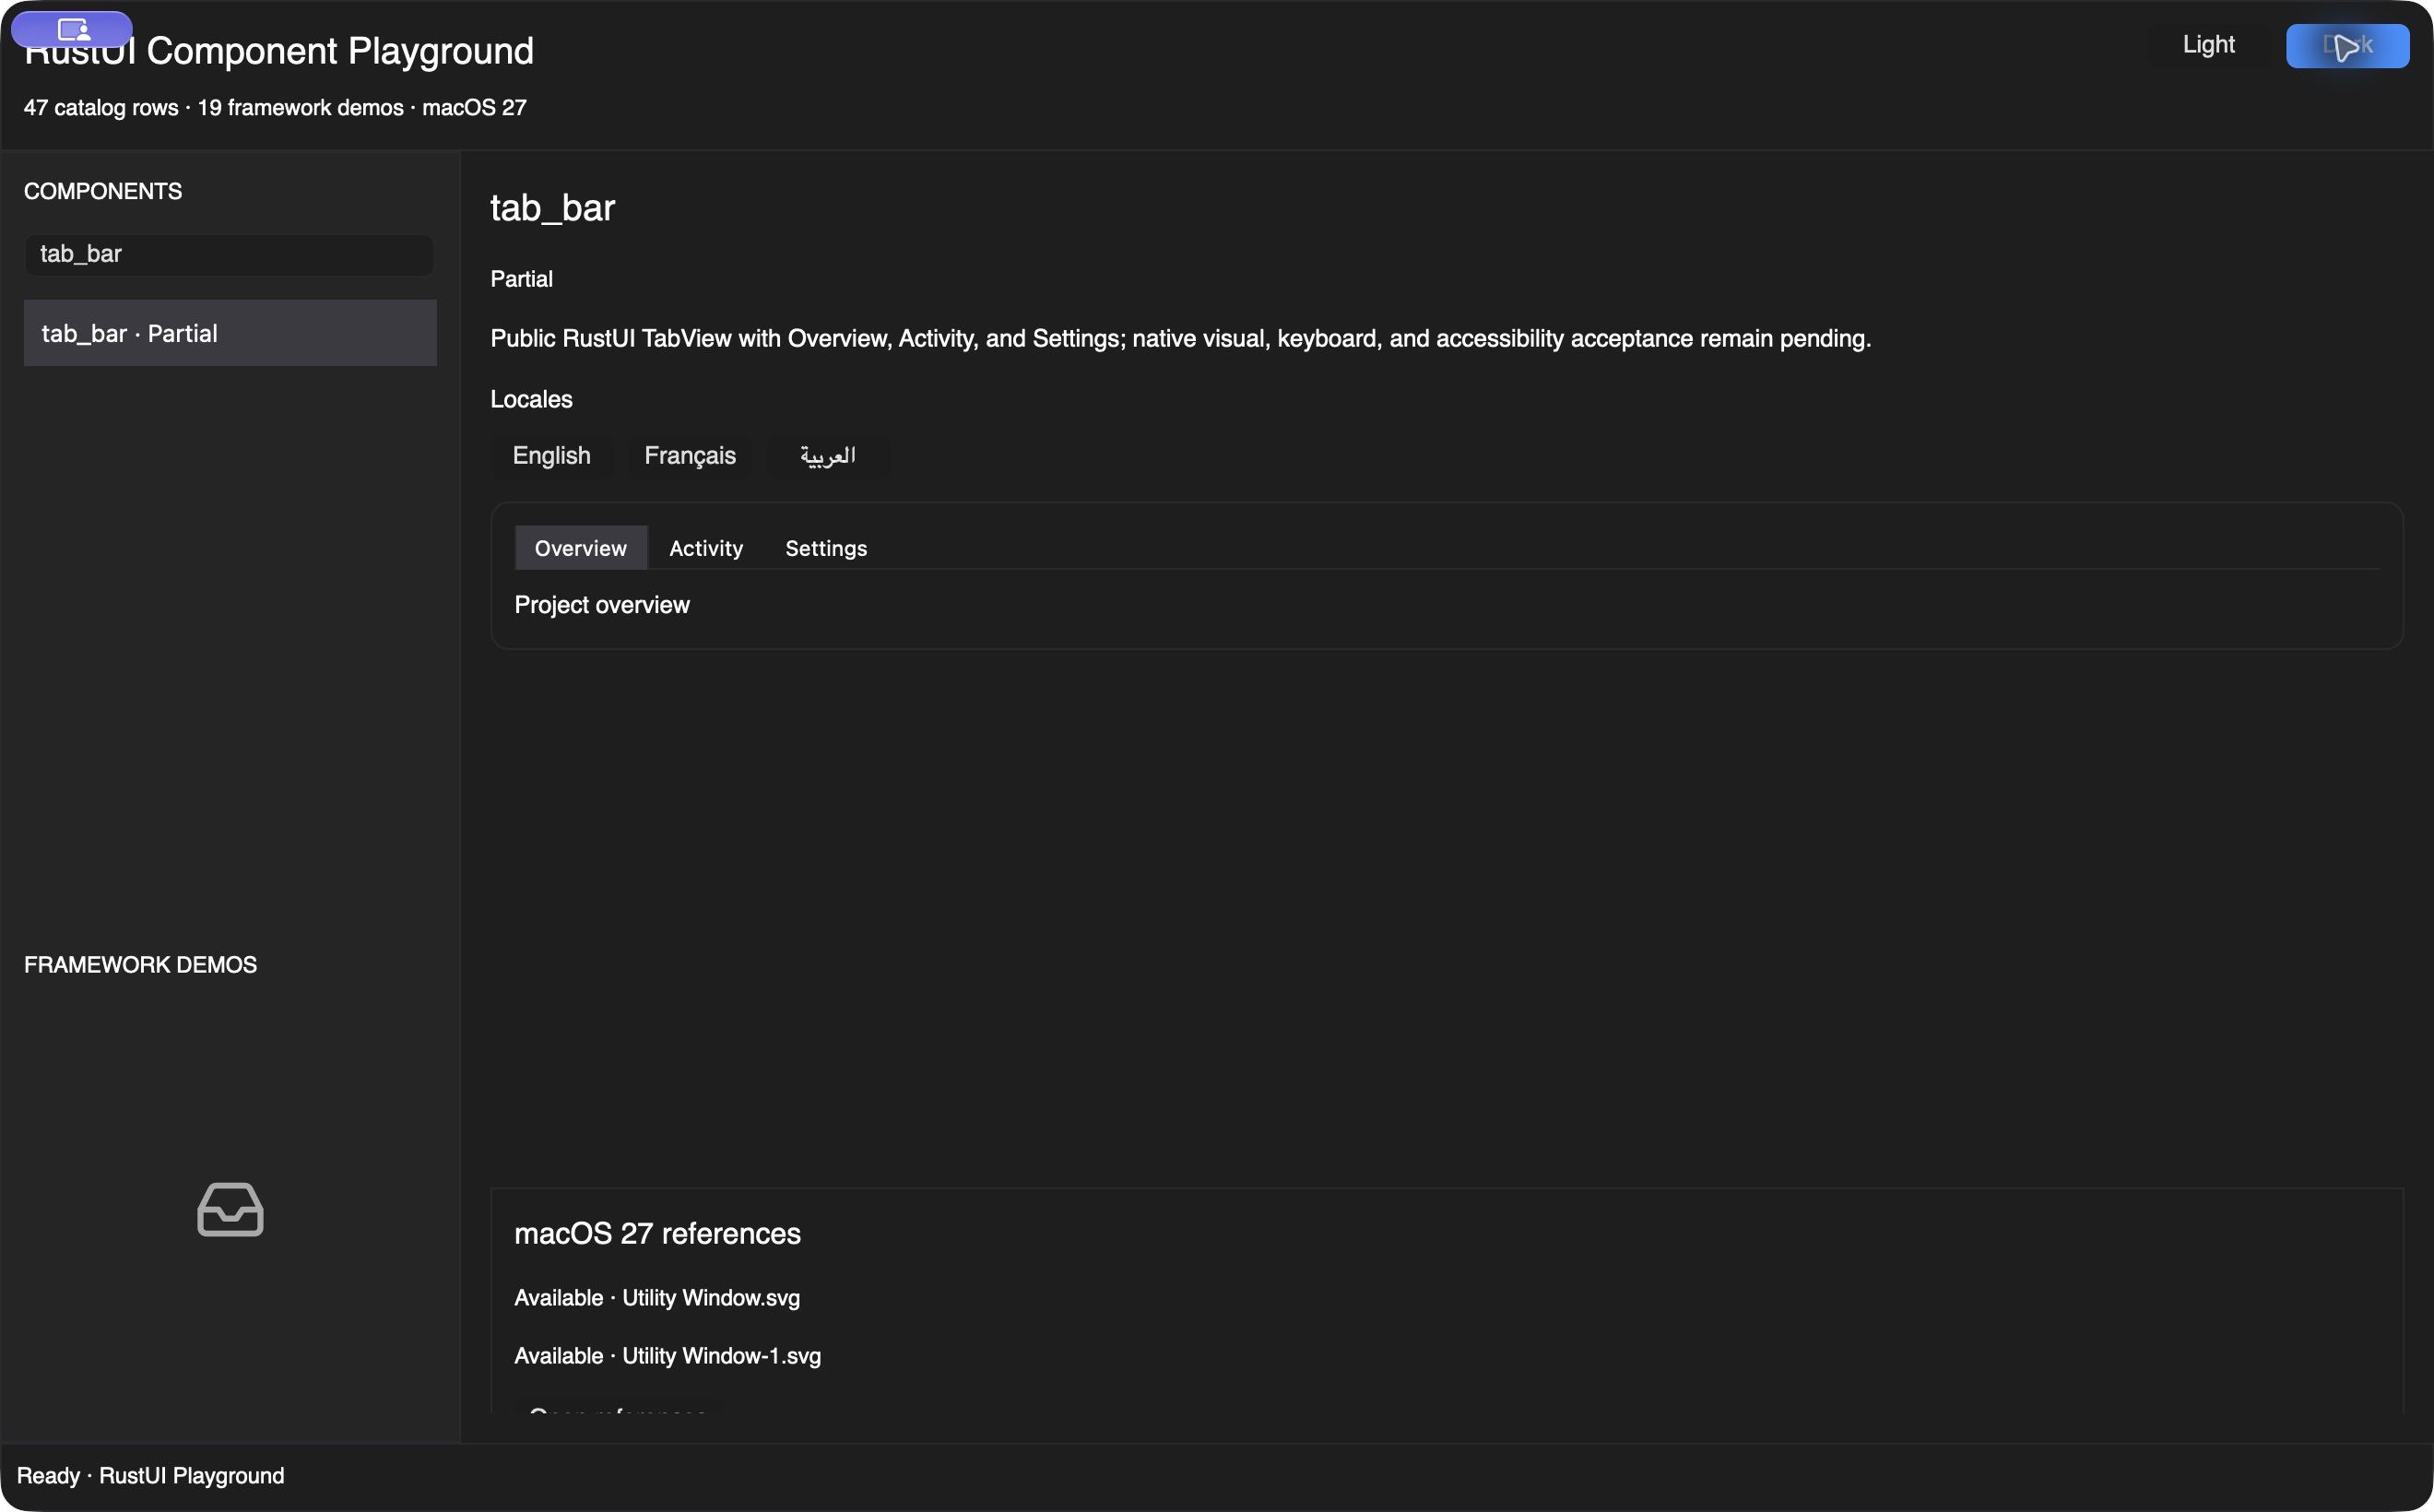 RustUI Component Playground
Light
47 catalog rows · 19 framework demos · macOS 27
COMPONENTS
tab_bar
tab_bar · Partial
FRAMEWORK DEMOS
tab_bar
Partial
Public RustUI TabView with Overview, Activity, and Settings; native visual, keyboard, and accessibility acceptance remain pending.
Locales
English Français العربية
Overview Activity Settings
Project overview
macOS 27 references
Available · Utility Window.svg
Available · Utility Window-1.svg
Ready · RustUI Playground